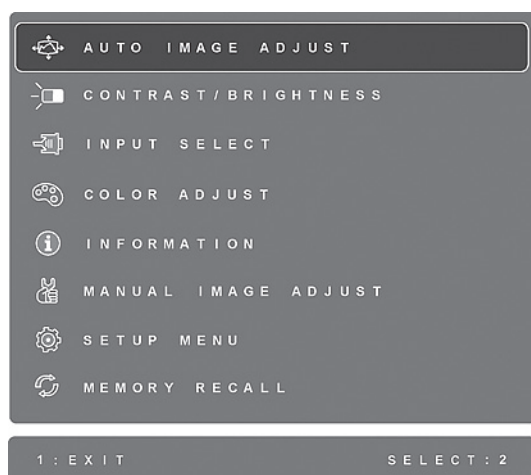 AUTO IMAGE ADJUST
CONTRAST/BRIGHTNESS
INPUT SELECT
COLOR ADJUST
INFORMATION
MANUAL IMAGE ADJUST
SETUP MENU
MEMORY RECALL
1:EXIT SELECT:2